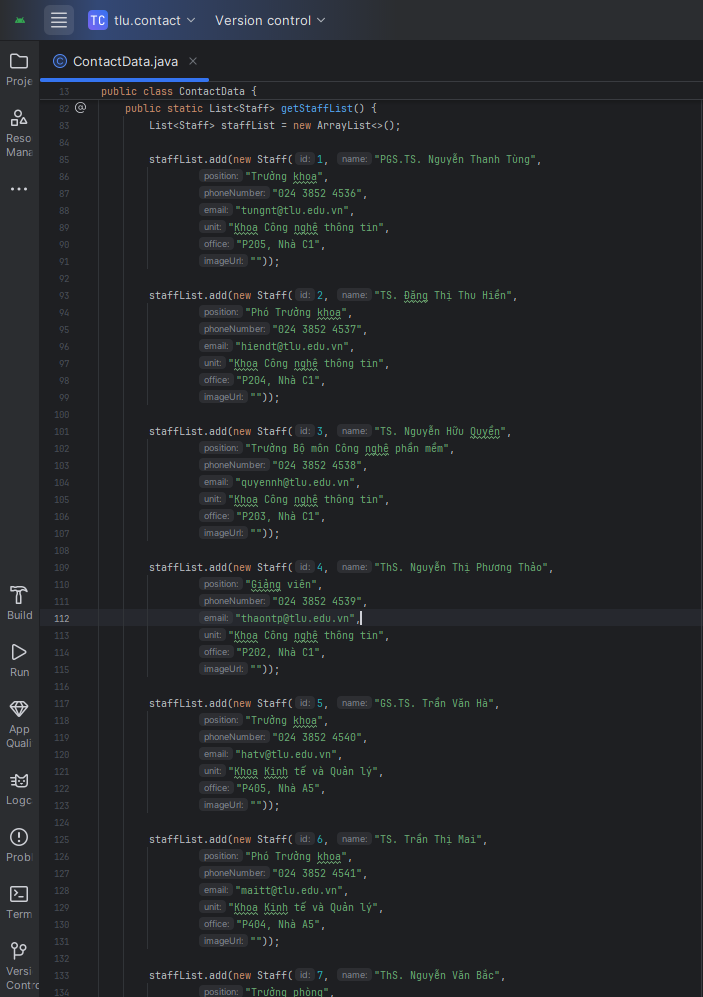 TC tlu.contact Version control
ContactData.java ×
Proje
Reso
Mana
Build
Run
App
Quali
Logc
Probl
Term
Versi
Contro
13 public class ContactData {
82 @ public static List<Staff> getStaffList() {
83 List<Staff> staffList = new ArrayList<>();
84
85 staffList.add(new Staff( id: 1, name: "PGS.TS. Nguyễn Thanh Tùng",
86 position: "Trưởng khoa",
87 phoneNumber: "024 3852 4536",
88 email: "tungnt@tlu.edu.vn",
89 unit: "Khoa Công nghệ thông tin",
90 office: "P205, Nhà C1",
91 imageUrl: ""));
92
93 staffList.add(new Staff( id: 2, name: "TS. Đặng Thị Thu Hiền",
94 position: "Phó Trưởng khoa",
95 phoneNumber: "024 3852 4537",
96 email: "hiendt@tlu.edu.vn",
97 unit: "Khoa Công nghệ thông tin",
98 office: "P204, Nhà C1",
99 imageUrl: ""));
100
101 staffList.add(new Staff( id: 3, name: "TS. Nguyễn Hữu Quyền",
102 position: "Trưởng Bộ môn Công nghệ phần mềm",
103 phoneNumber: "024 3852 4538",
104 email: "quyennh@tlu.edu.vn",
105 unit: "Khoa Công nghệ thông tin",
106 office: "P203, Nhà C1",
107 imageUrl: ""));
108
109 staffList.add(new Staff( id: 4, name: "ThS. Nguyễn Thị Phương Thảo",
110 position: "Giảng viên",
111 phoneNumber: "024 3852 4539",
112 email: "thaontp@tlu.edu.vn",
113 unit: "Khoa Công nghệ thông tin",
114 office: "P202, Nhà C1",
115 imageUrl: ""));
116
117 staffList.add(new Staff( id: 5, name: "GS.TS. Trần Văn Hà",
118 position: "Trưởng khoa",
119 phoneNumber: "024 3852 4540",
120 email: "hatv@tlu.edu.vn",
121 unit: "Khoa Kinh tế và Quản lý",
122 office: "P405, Nhà A5",
123 imageUrl: ""));
124
125 staffList.add(new Staff( id: 6, name: "TS. Trần Thị Mai",
126 position: "Phó Trưởng khoa",
127 phoneNumber: "024 3852 4541",
128 email: "maitt@tlu.edu.vn",
129 unit: "Khoa Kinh tế và Quản lý",
130 office: "P404, Nhà A5",
131 imageUrl: ""));
132
133 staffList.add(new Staff( id: 7, name: "ThS. Nguyễn Văn Bắc",
134 position: "Trưởng phòng",